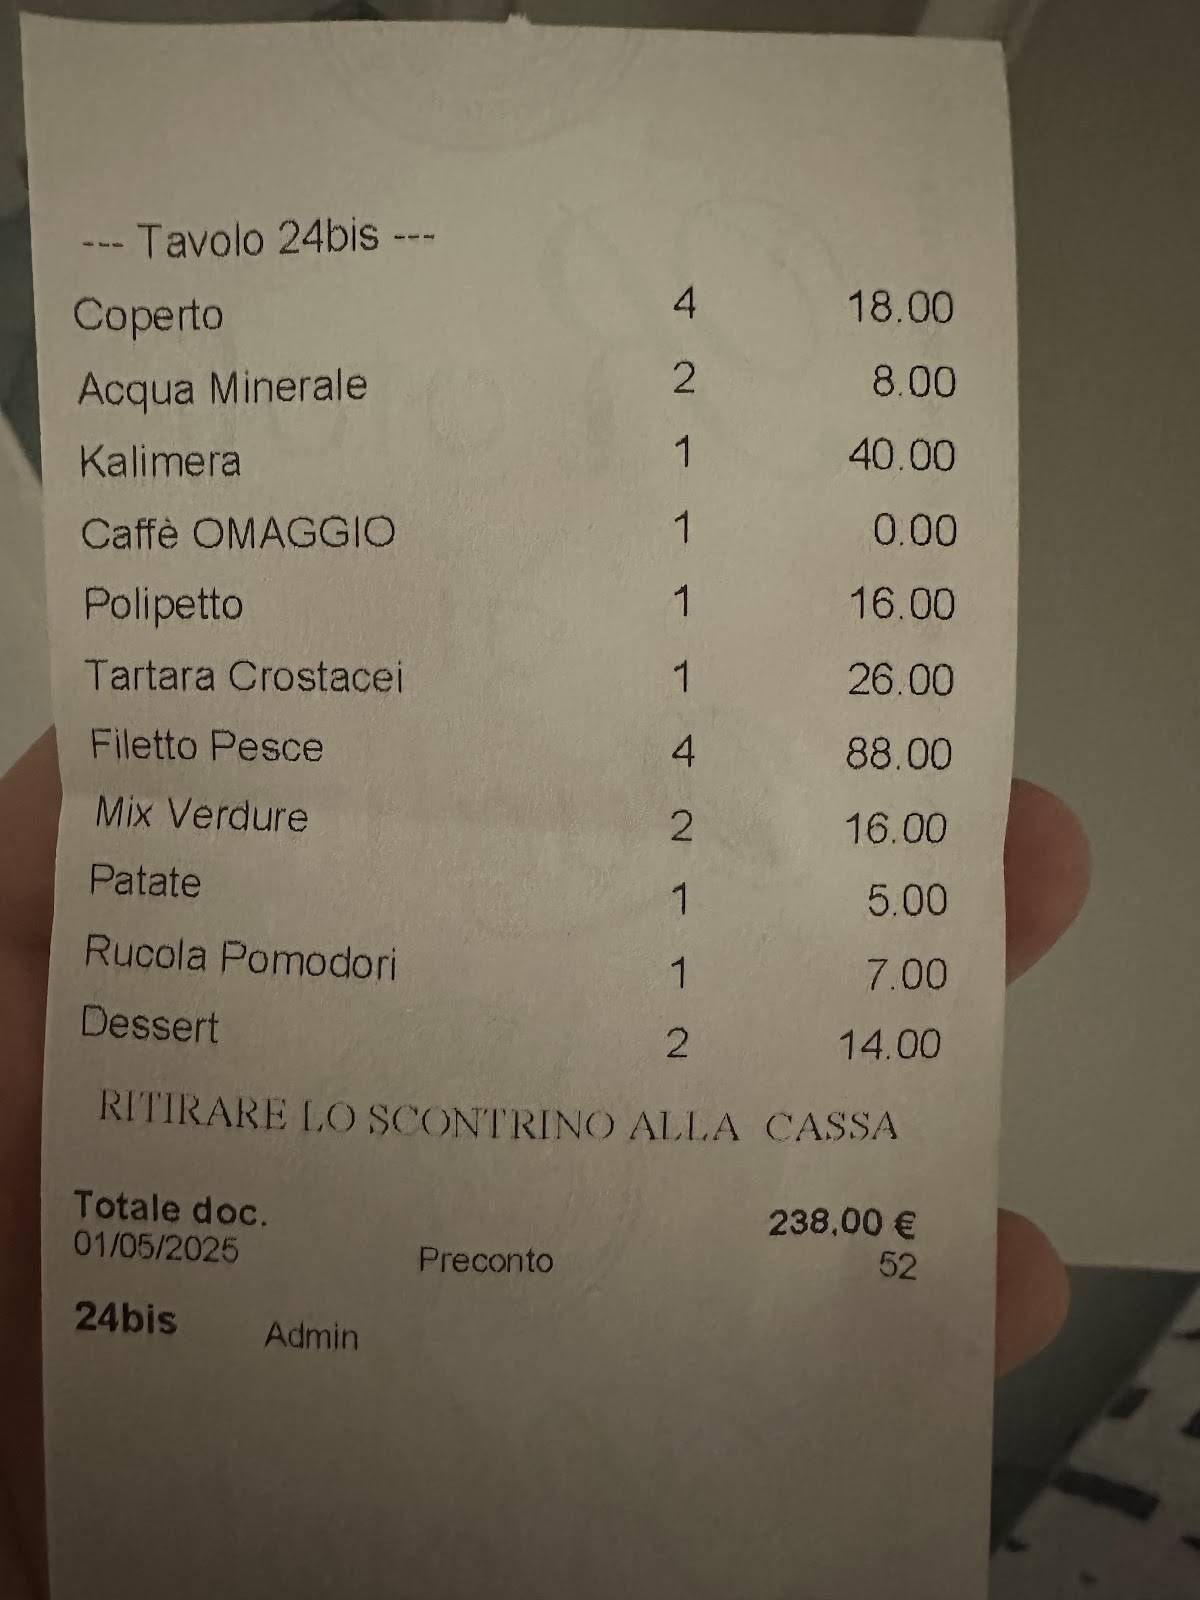 --- Tavolo 24bis ---
Coperto 4 18.00
Acqua Minerale 2 8.00
Kalimera 1 40.00
Caffè OMAGGIO 1 0.00
Polipetto 1 16.00
Tartara Crostacei 1 26.00
Filetto Pesce 4 88.00
Mix Verdure 2 16.00
Patate 1 5.00
Rucola Pomodori 1 7.00
Dessert 2 14.00
RITIRARE LO SCONTRINO ALLA CASSA
Totale doc. 238,00 €
01/05/2025 Preconto 52
24bis Admin